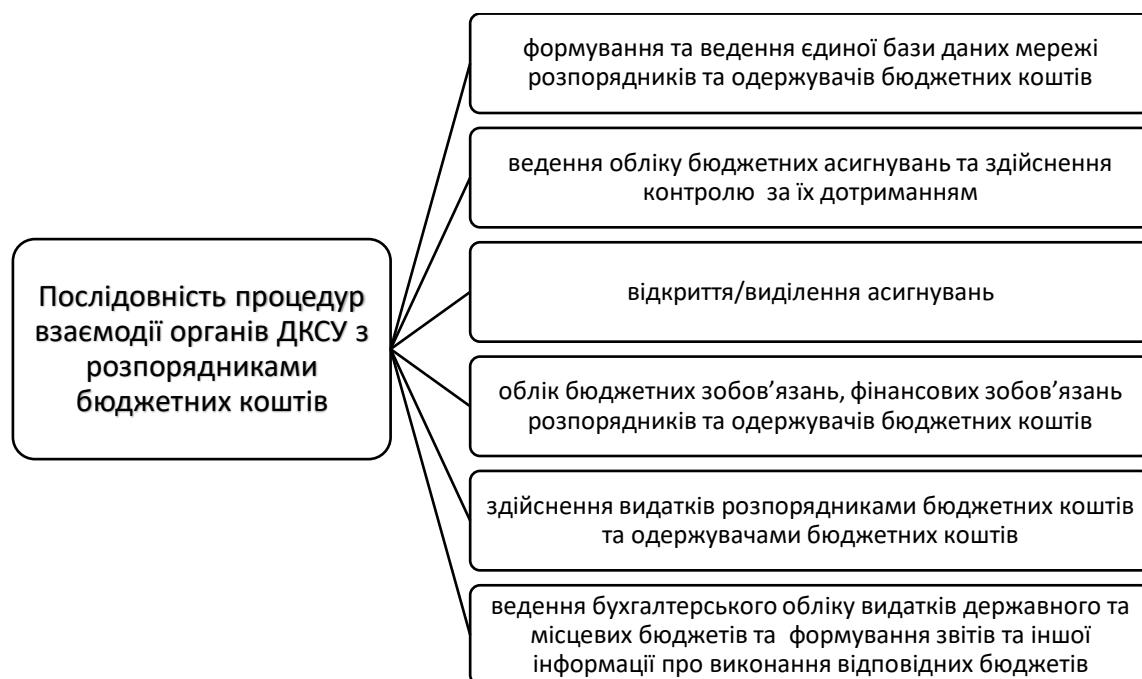 Послідовність процедур
взаємодії органів ДКСУ з
розпорядниками
бюджетних коштів
формування та ведення єдиної бази даних мережі
розпорядників та одержувачів бюджетних коштів
ведення обліку бюджетних асигнувань та здійснення
контролю за їх дотриманням
відкриття/виділення асигнувань
облік бюджетних зобов’язань, фінансових зобов’язань
розпорядників та одержувачів бюджетних коштів
здійснення видатків розпорядниками бюджетних коштів
та одержувачами бюджетних коштів
ведення бухгалтерського обліку видатків державного та
місцевих бюджетів та формування звітів та іншої
інформації про виконання відповідних бюджетів